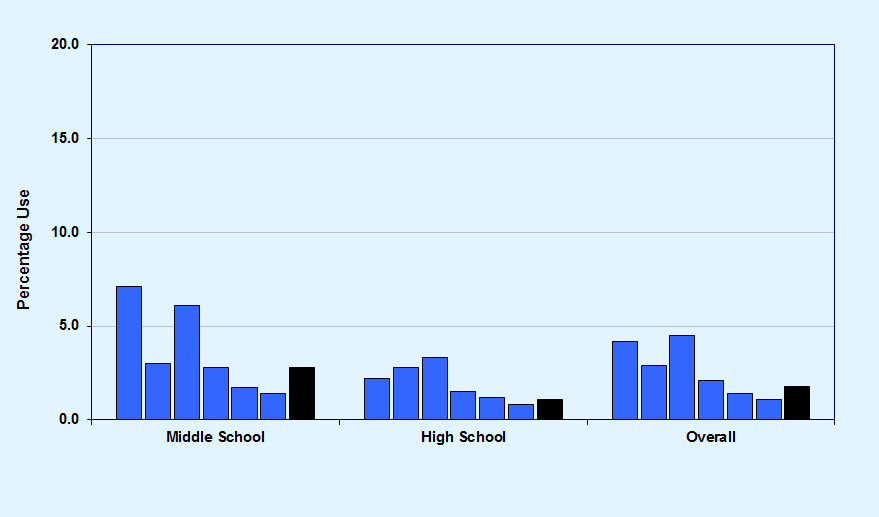 20.0
15.0
10.0
5.0
0.0
Percentage Use
Middle School
High School
Overall